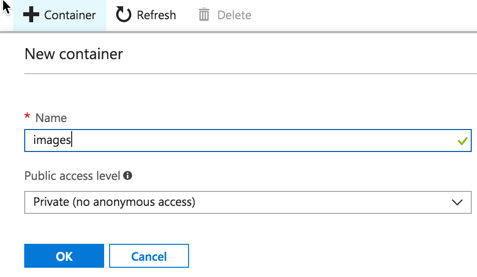 + Container Refresh Delete
New container
* Name
images
Public access level
Private (no anonymous access)
OK Cancel